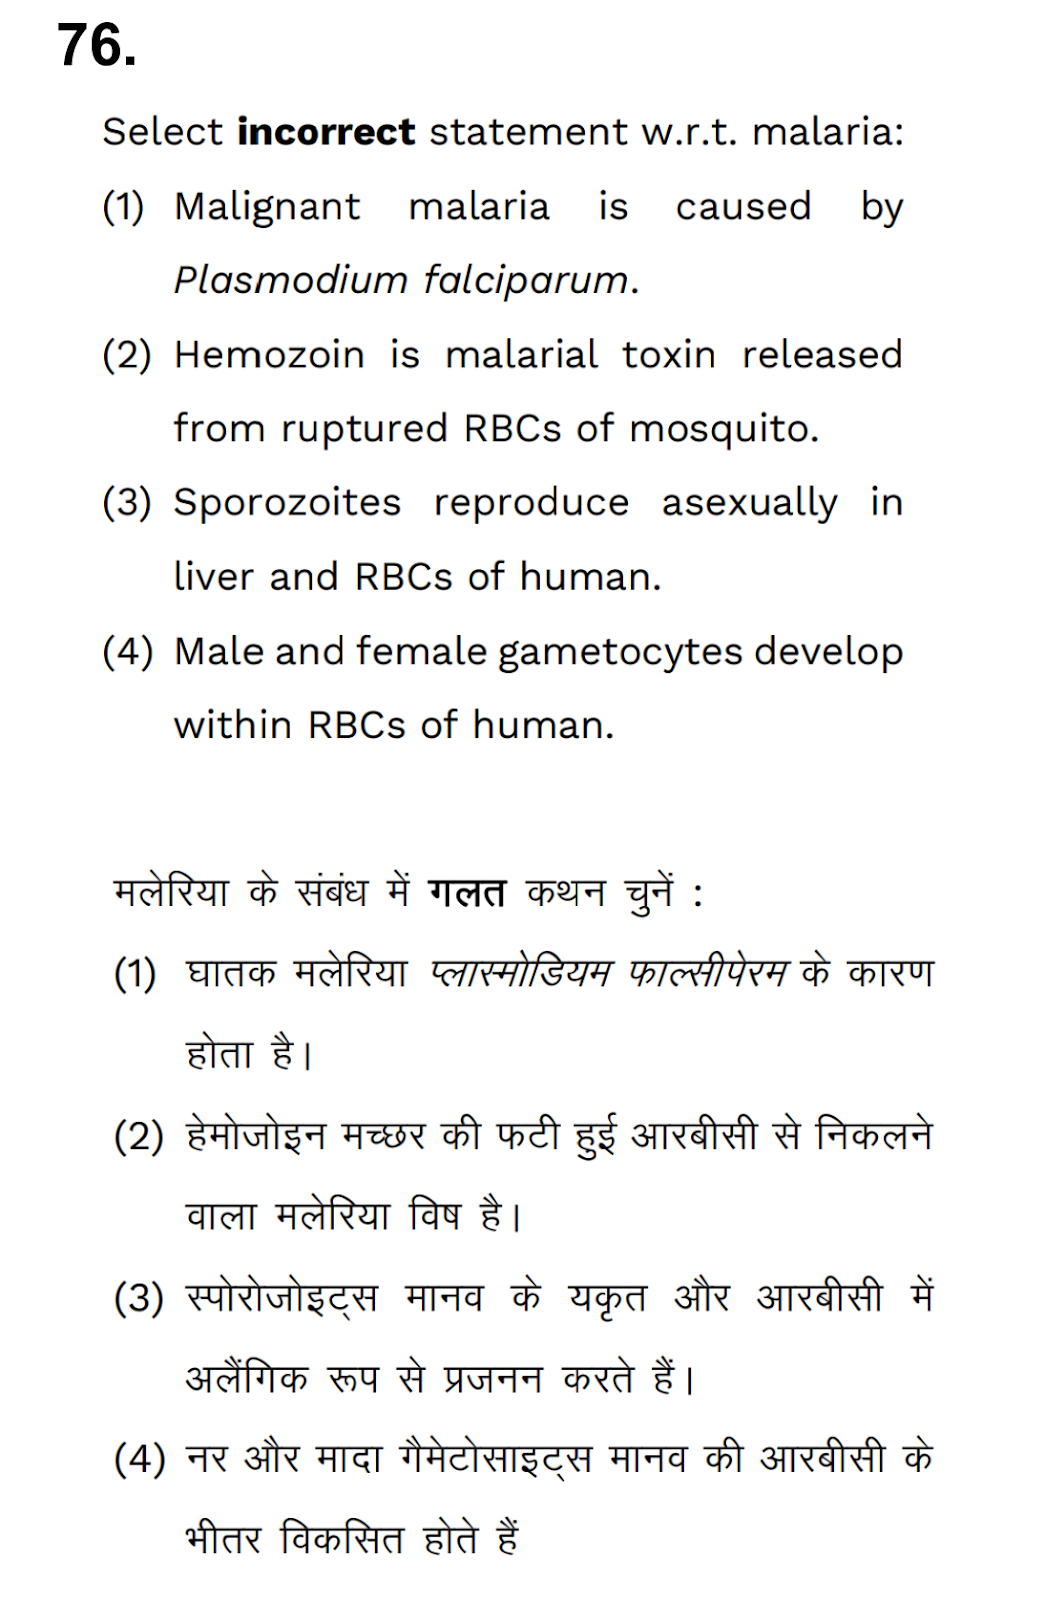 76.
Select incorrect statement w.r.t. malaria:
(1) Malignant malaria is caused by
Plasmodium falciparum.
(2) Hemozoin is malarial toxin released
from ruptured RBCs of mosquito.
(3) Sporozoites reproduce asexually in
liver and RBCs of human.
(4) Male and female gametocytes develop
within RBCs of human.
मलेरिया के संबंध में गलत कथन चुनें :
(1) घातक मलेरिया प्लास्मोडियम फाल्सीपेरम के कारण
होता है।
(2) हेमोजोइन मच्छर की फटी हुई आरबीसी से निकलने
वाला मलेरिया विष है।
(3) स्पोरोजोइट्स मानव के यकृत और आरबीसी में
अलैंगिक रूप से प्रजनन करते हैं।
(4) नर और मादा गैमेटोसाइट्स मानव की आरबीसी के
भीतर विकसित होते हैं